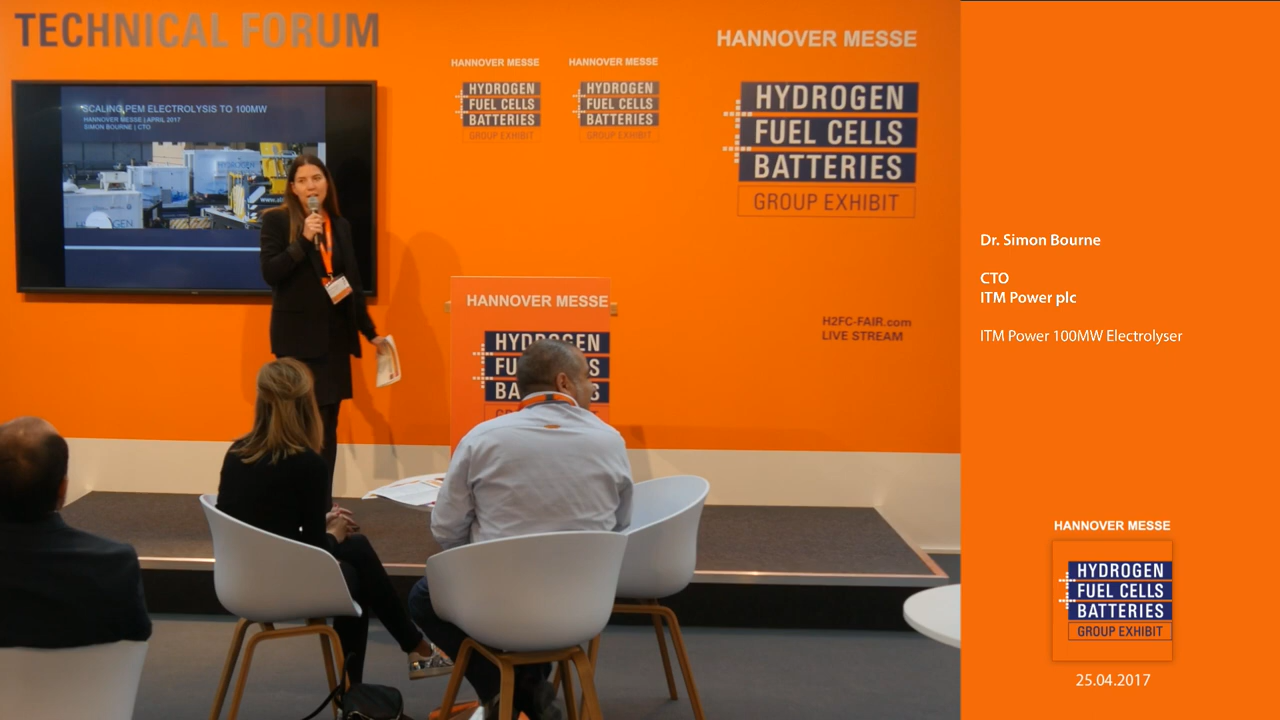 TECHNICAL FORUM
SCALING PEM ELECTROLYSIS TO 100MW
HANNOVER MESSE | APRIL 2017
SIMON BOURNE | CTO
HANNOVER MESSE
HYDROGEN
FUEL CELLS
BATTERIES
GROUP EXHIBIT
HANNOVER MESSE
HYDROGEN
FUEL CELLS
BATTERIES
GROUP EXHIBIT
HANNOVER MESSE
HYDROGEN
FUEL CELLS
BATTERIES
GROUP EXHIBIT
HANNOVER MESSE
HYDROGEN
H2FC-FAIR.com
LIVE STREAM
Dr. Simon Bourne
CTO
ITM Power plc
ITM Power 100MW Electrolyser
HANNOVER MESSE
HYDROGEN
FUEL CELLS
BATTERIES
GROUP EXHIBIT
25.04.2017